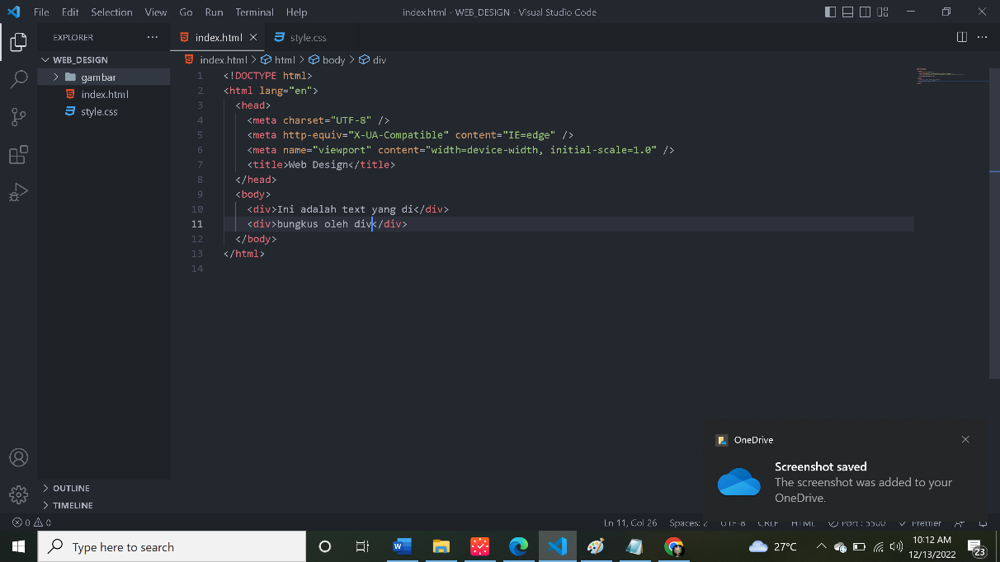 File Edit Selection View Go Run Terminal Help
index.html - WEB_DESIGN - Visual Studio Code
EXPLORER
index.html
style.css
WEB_DESIGN
gambar
index.html
style.css
index.html > html > body > div
1 <!DOCTYPE html>
2 <html lang="en">
3 <head>
4 <meta charset="UTF-8" />
5 <meta http-equiv="X-UA-Compatible" content="IE=edge" />
6 <meta name="viewport" content="width=device-width, initial-scale=1.0" />
7 <title>Web Design</title>
8 </head>
9 <body>
10 <div>Ini adalah text yang di</div>
11 <div>bungkus oleh div</div>
12 </body>
13 </html>
14
OneDrive
Screenshot saved
The screenshot was added to your
OneDrive.
OUTLINE
TIMELINE
0 0
Ln 11, Col 26 Spaces: 2 UTF-8 CRLF HTML Port : 5500 Prettier
Type here to search
27°C
10:12 AM
12/13/2022
23